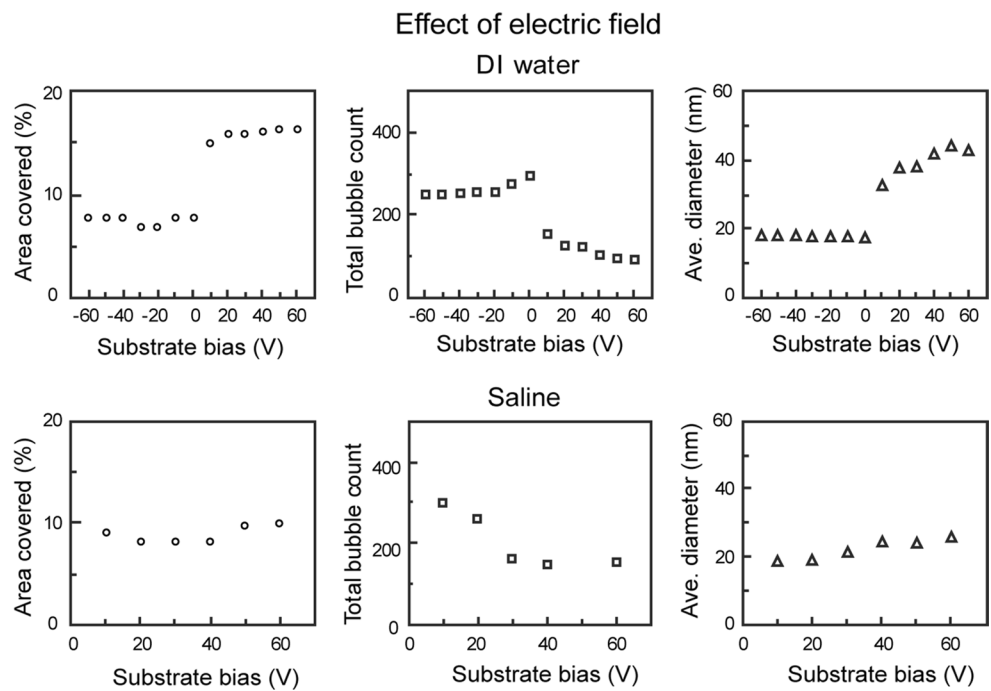 Effect of electric field
DI water
Area covered (%)
20
10
0
-60 -40 -20 0 20 40 60
Substrate bias (V)
Total bubble count
400
200
0
-60 -40 -20 0 20 40 60
Substrate bias (V)
Ave. diameter (nm)
60
40
20
0
-60 -40 -20 0 20 40 60
Substrate bias (V)
Saline
Area covered (%)
20
10
0
0 20 40 60
Substrate bias (V)
Total bubble count
400
200
0
0 20 40 60
Substrate bias (V)
Ave. diameter (nm)
60
40
20
0
0 20 40 60
Substrate bias (V)